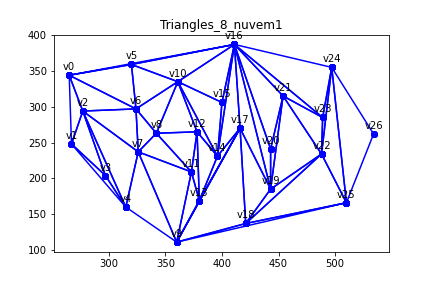 Triangles_8_nuvem1
v16
400
v5
v24
v0
350
v10
v21
v6
v15
v2
300
v23
v17
v8
v12
v26
250
v1
v7
v20
v14
v22
v11
v3
200
v19
v13
v4
v25
150
v18
v9
100
300
350
400
450
500